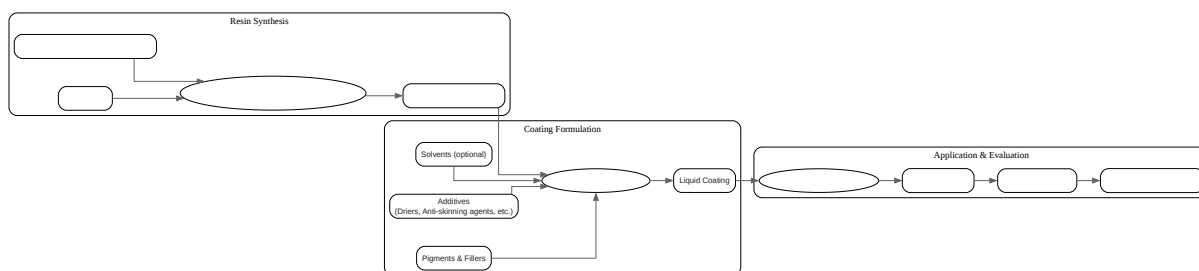 Resin Synthesis
Coating Formulation
Solvents (optional)
Application & Evaluation
Liquid Coating
Additives
(Driers, Anti-skinning agents, etc.)
Pigments & Fillers